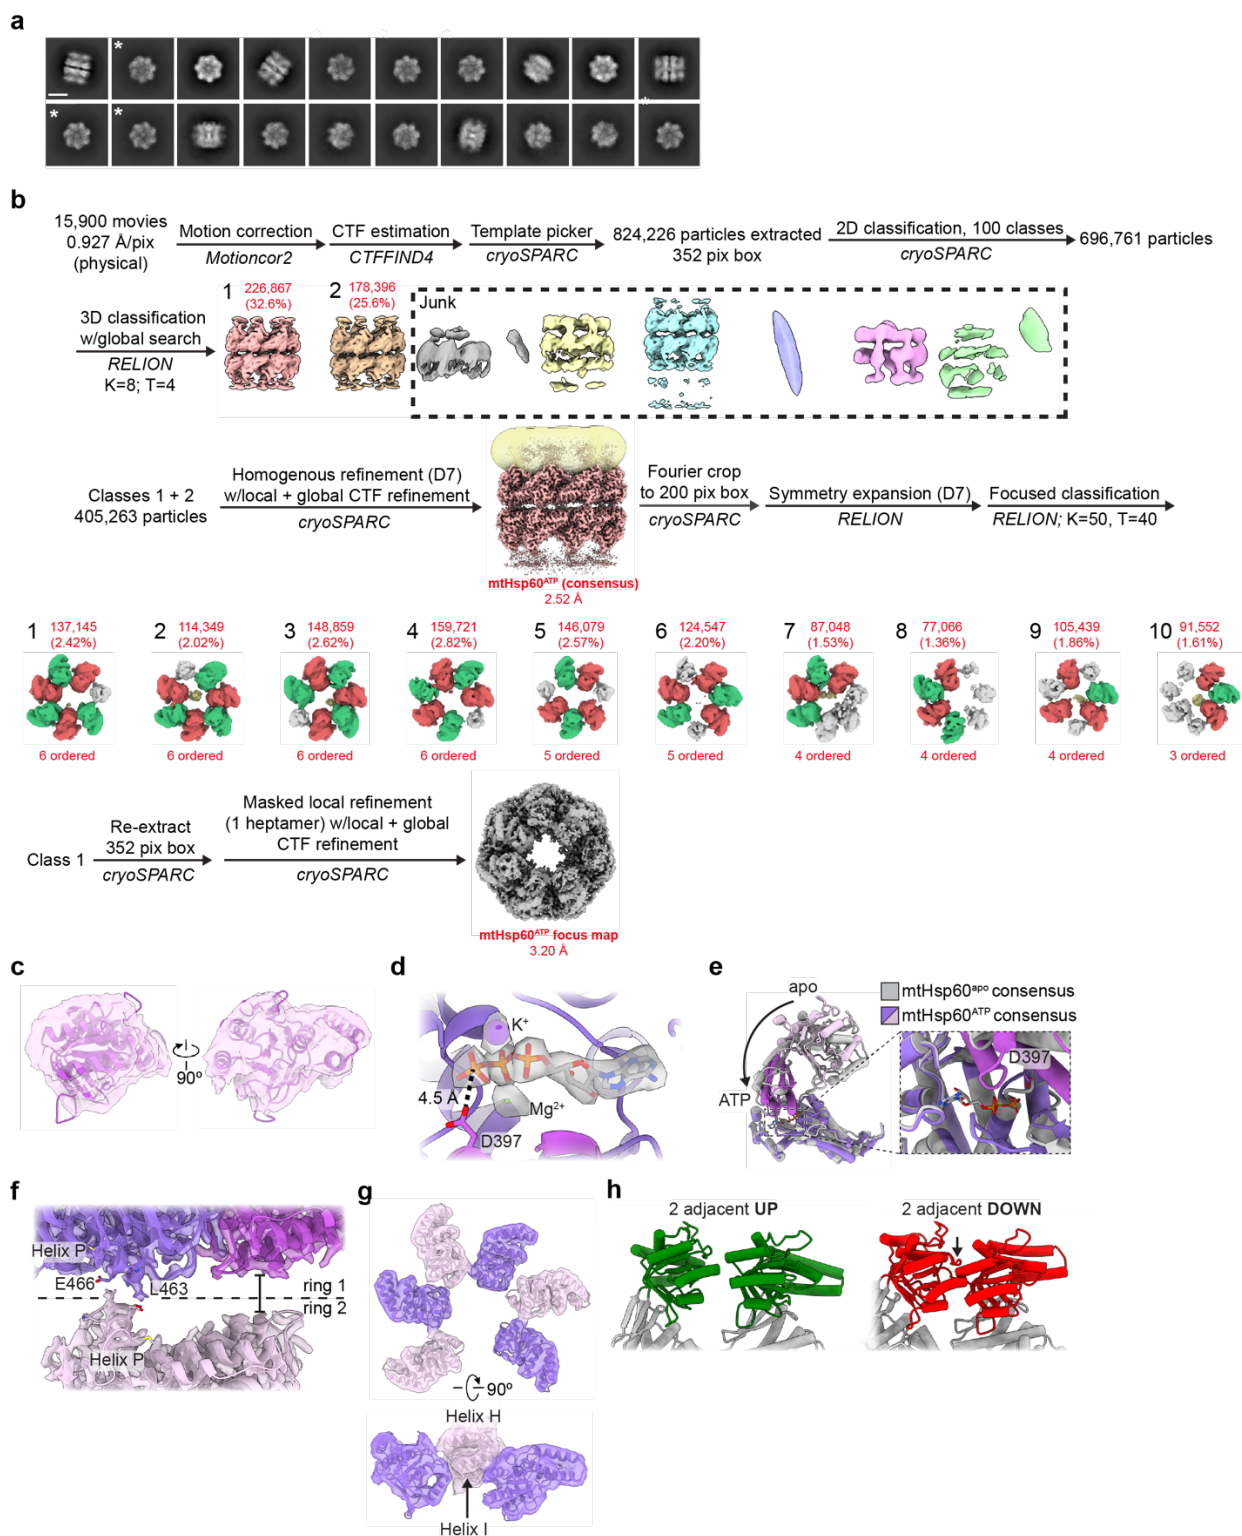 a
*
*
*
*
b
15,900 movies
0.927 Å/pix
(physical)
Motion correction
Motioncor2
CTF estimation
CTFFIND4
Template picker
cryoSPARC
824,226 particles extracted
352 pix box
2D classification, 100 classes
cryoSPARC
696,761 particles
3D classification
w/global search
RELION
K=8; T=4
1 226,867
(32.6%)
2 178,396
(25.6%)
Junk
Classes 1 + 2
405,263 particles
Homogenous refinement (D7)
w/local + global CTF refinement
cryoSPARC
mtHsp60ATP (consensus)
2.52 Å
Fourier crop
to 200 pix box
cryoSPARC
Symmetry expansion (D7)
RELION
Focused classification
RELION; K=50, T=40
1 137,145
(2.42%)
6 ordered
2 114,349
(2.02%)
6 ordered
3 148,859
(2.62%)
6 ordered
4 159,721
(2.82%)
6 ordered
5 146,079
(2.57%)
5 ordered
6 124,547
(2.20%)
5 ordered
7 87,048
(1.53%)
4 ordered
8 77,066
(1.36%)
4 ordered
9 105,439
(1.86%)
4 ordered
10 91,552
(1.61%)
3 ordered
Class 1
Re-extract
352 pix box
cryoSPARC
Masked local refinement
(1 heptamer) w/local + global
CTF refinement
cryoSPARC
mtHsp60ATP focus map
3.20 Å
c
90º
d
K+
4.5 Å
Mg2+
D397
e
apo
ATP
mtHsp60apo consensus
mtHsp60ATP consensus
D397
f
Helix P
E466
L463
ring 1
ring 2
Helix P
g
90º
Helix H
Helix I
h
2 adjacent UP
2 adjacent DOWN